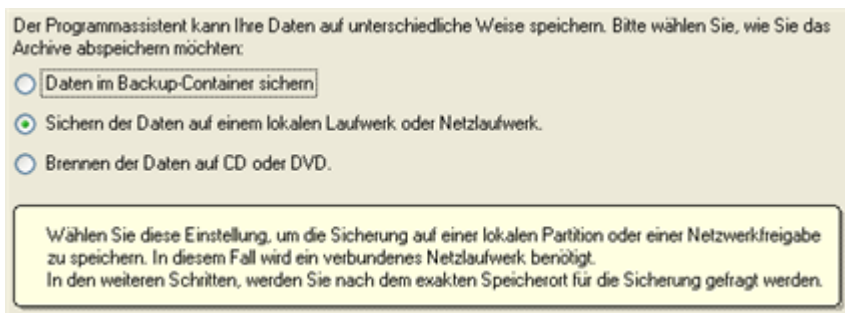 Der Programmassistent kann Ihre Daten auf unterschiedliche Weise speichern. Bitte wählen Sie, wie Sie das
Archive abspeichern möchten:
Daten im Backup-Container sichern
Sichern der Daten auf einem lokalen Laufwerk oder Netzlaufwerk.
Brennen der Daten auf CD oder DVD.
Wählen Sie diese Einstellung, um die Sicherung auf einer lokalen Partition oder einer Netzwerkfreigabe
zu speichern. In diesem Fall wird ein verbundenes Netzlaufwerk benötigt.
In den weiteren Schritten, werden Sie nach dem exakten Speicherort für die Sicherung gefragt werden.